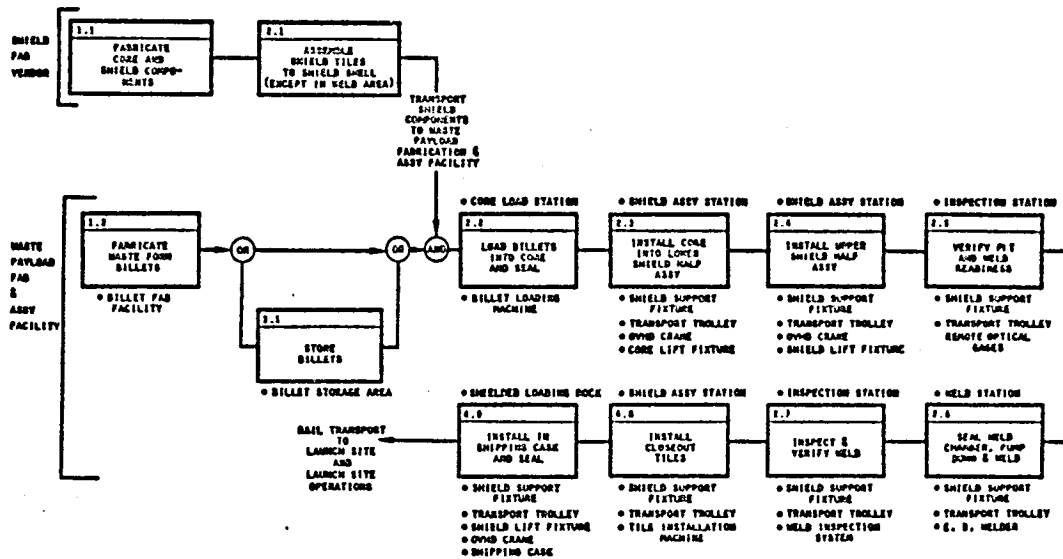 SHIELD
FAB
VENDOR
1.1
FABRICATE
CORE AND
SHIELD COMPO-
NENTS
2.1
ASSEMBLE
SHIELD TILES
TO SHIELD SHELL
(EXCEPT IN WELD AREA)
TRANSPORT
SHIELD
COMPONENTS
TO WASTE
PAYLOAD
FABRICATION &
ASSY FACILITY
WASTE
PAYLOAD
FAB
&
ASSY
FACILITY
1.2
FABRICATE
WASTE FORM
BILLETS
• BILLET FAB
FACILITY
OR
OR
AND
STORE
BILLETS
• BILLET STORAGE AREA
• CORE LOAD STATION
2.2
LOAD BILLETS
INTO CORE
AND SEAL
• BILLET LOADING
MACHINE
• SHIELD ASSY STATION
2.3
INSTALL CORE
INTO LOWER
SHIELD HALF
ASSY
• SHIELD SUPPORT
FIXTURE
• TRANSPORT TROLLEY
• OVHD CRANE
• CORE LIFT FIXTURE
• SHIELD ASSY STATION
2.4
INSTALL UPPER
SHIELD HALF
ASSY
• SHIELD SUPPORT
FIXTURE
• TRANSPORT TROLLEY
• OVHD CRANE
• SHIELD LIFT FIXTURE
• INSPECTION STATION
2.5
VERIFY FIT
AND WELD
READINESS
• SHIELD SUPPORT
FIXTURE
• TRANSPORT TROLLEY
REMOTE OPTICAL
GAGES
• WELD STATION
2.6
SEAL WELD
CHAMBER, PUMP
DOWN & WELD
• SHIELD SUPPORT
FIXTURE
• TRANSPORT TROLLEY
• E. B. WELDER
• INSPECTION STATION
2.7
INSPECT &
VERIFY WELD
• SHIELD SUPPORT
FIXTURE
• TRANSPORT TROLLEY
• WELD INSPECTION
SYSTEM
• SHIELD ASSY STATION
INSTALL
CLOSEOUT
TILES
• SHIELD SUPPORT
FIXTURE
• TRANSPORT TROLLEY
• TILE INSTALLATION
MACHINE
• SHIELDED LOADING DOCK
INSTALL IN
SHIPPING CASE
AND SEAL
• SHIELD SUPPORT
FIXTURE
• TRANSPORT TROLLEY
• SHIELD LIFT FIXTURE
• OVHD CRANE
• SHIPPING CASE
RAIL TRANSPORT
TO
LAUNCH SITE
AND
LAUNCH SITE
OPERATIONS